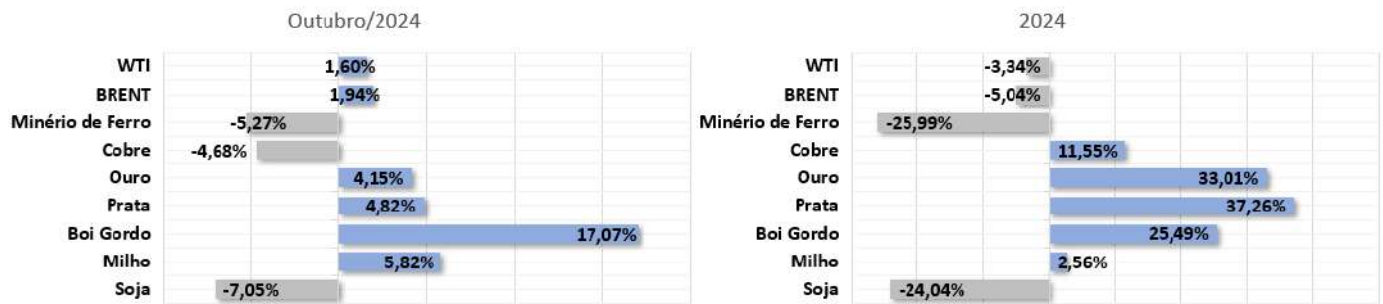 Outubro/2024
WTI 1,60%
BRENT 1,94%
Minério de Ferro -5,27%
Cobre -4,68%
Ouro 4,15%
Prata 4,82%
Boi Gordo 17,07%
Milho 5,82%
Soja -7,05%
2024
WTI -3,34%
BRENT -5,04%
Minério de Ferro -25,99%
Cobre 11,55%
Ouro 33,01%
Prata 37,26%
Boi Gordo 25,49%
Milho 2,56%
Soja -24,04%